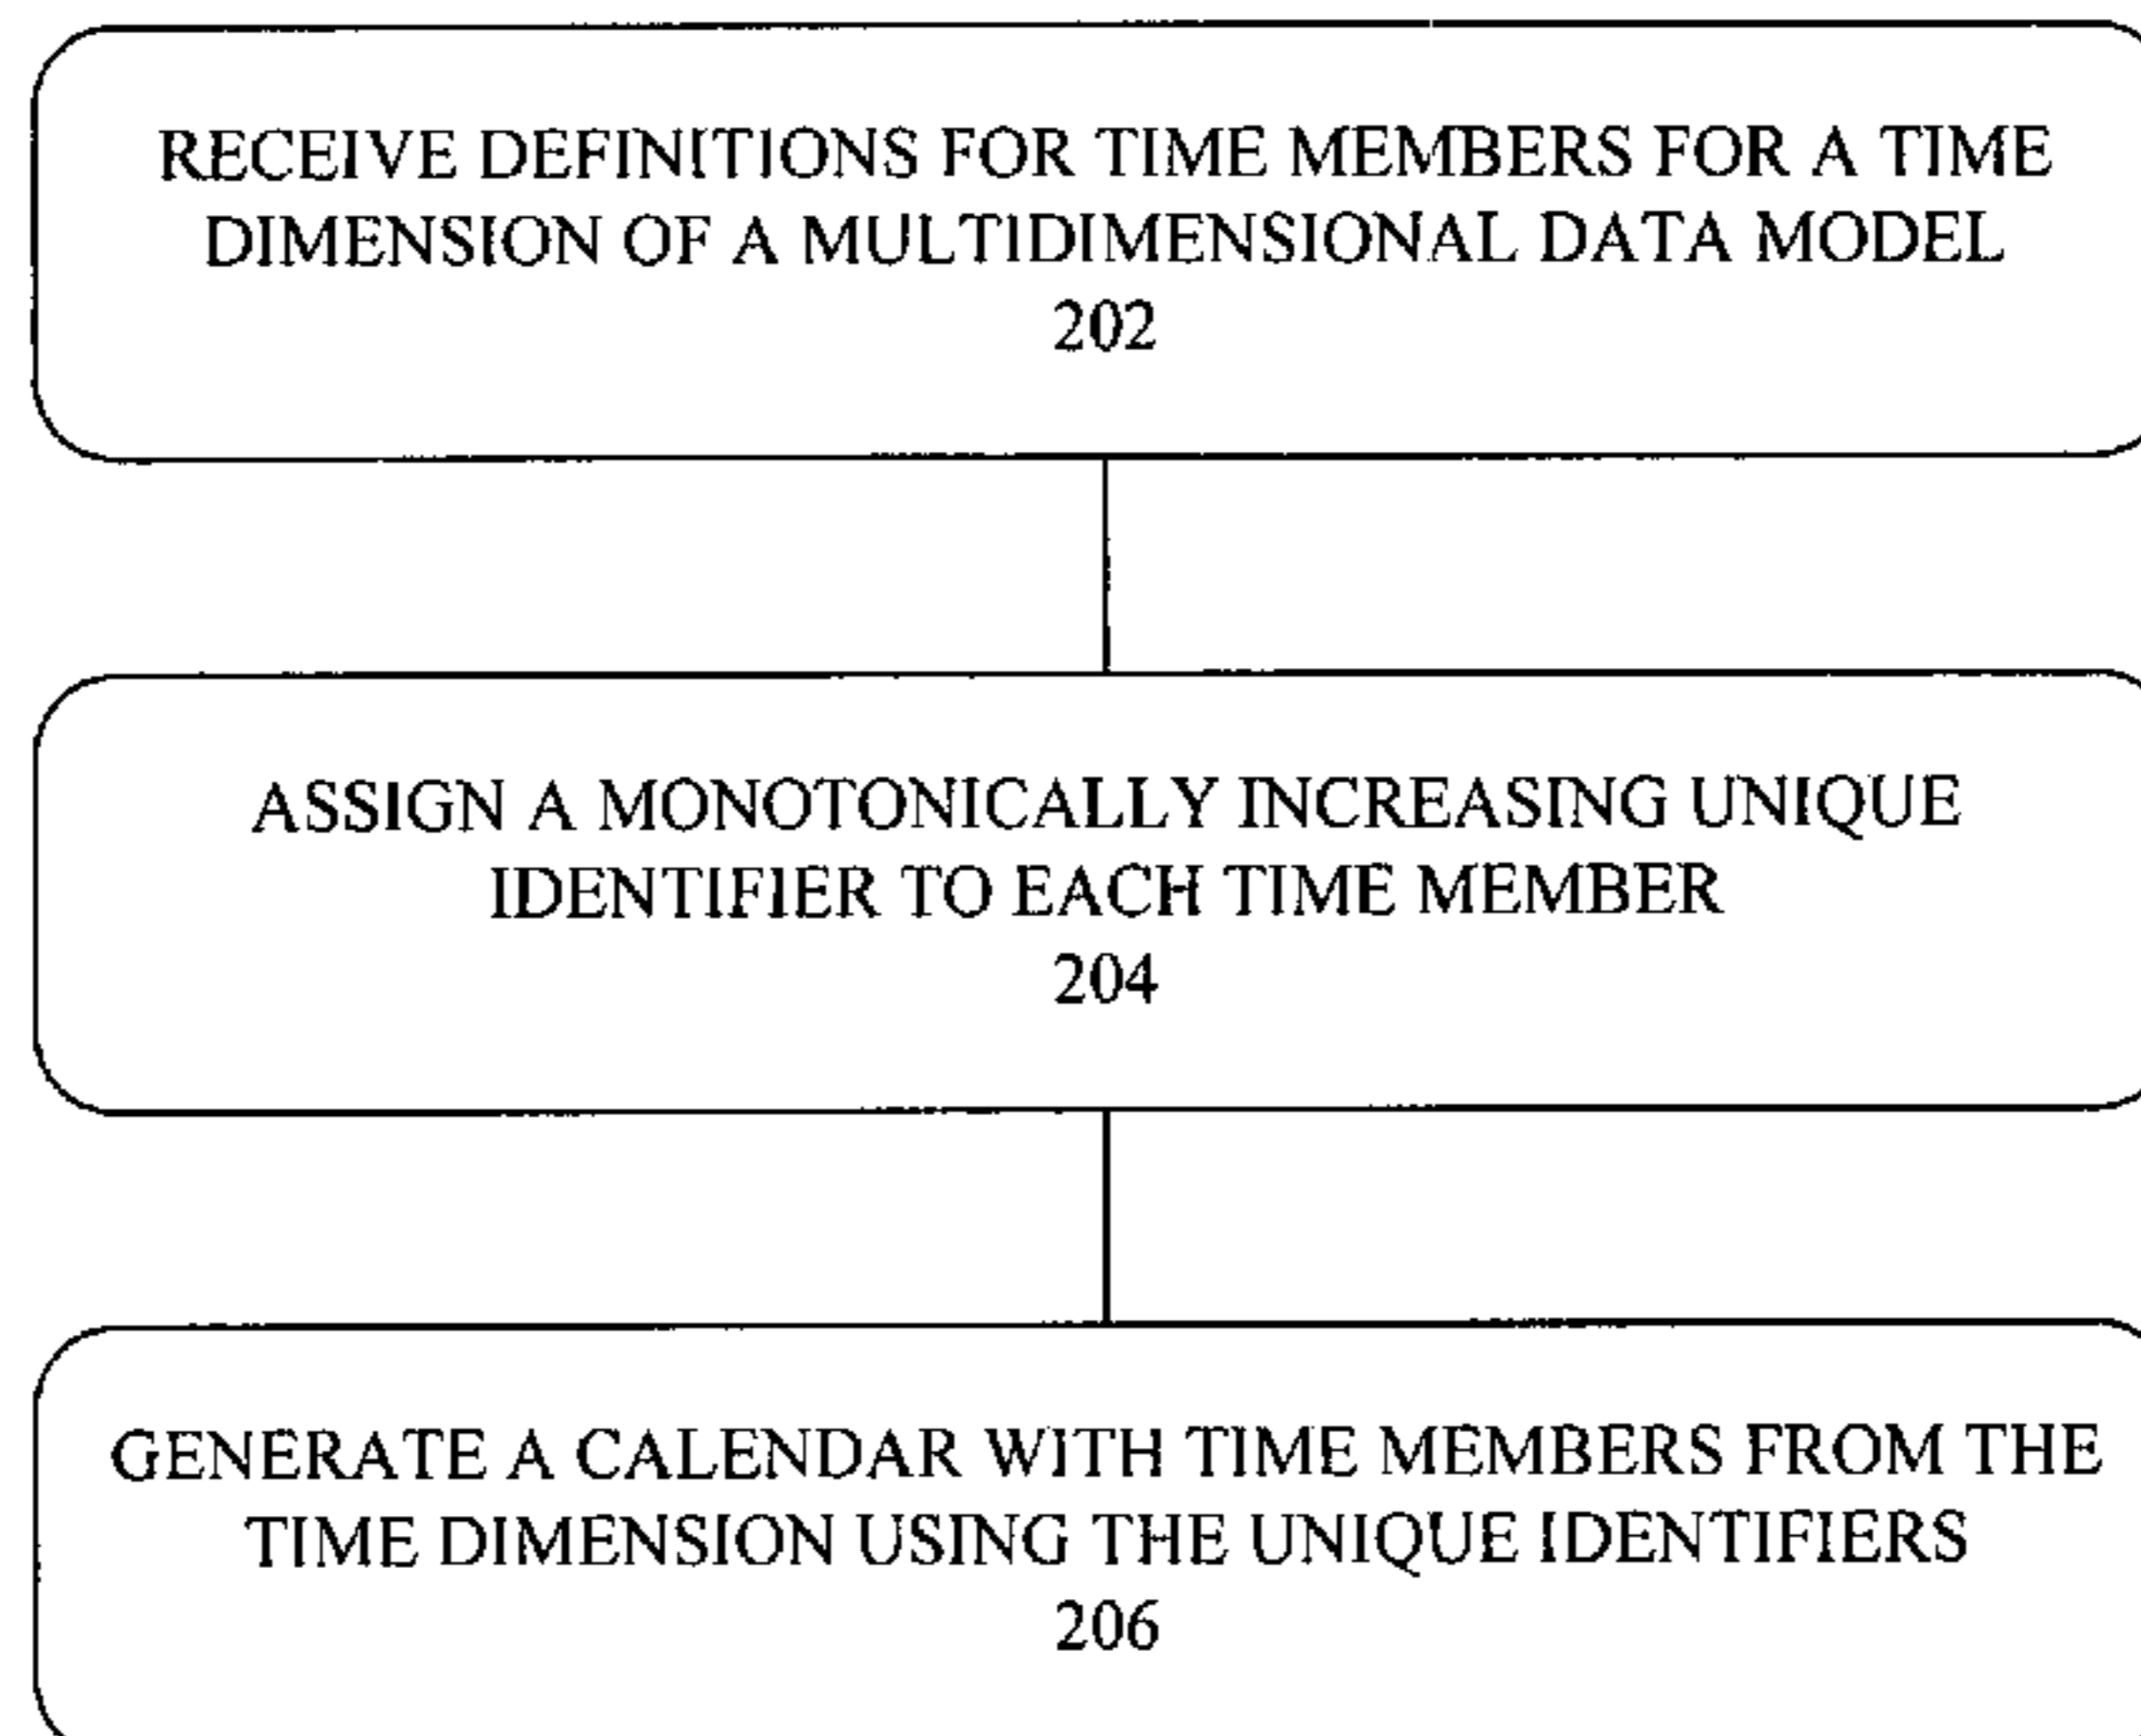 RECEIVE DEFINITIONS FOR TIME MEMBERS FOR A TIME
DIMENSION OF A MULTIDIMENSIONAL DATA MODEL
202
ASSIGN A MONOTONICALLY INCREASING UNIQUE
IDENTIFIER TO EACH TIME MEMBER
204
GENERATE A CALENDAR WITH TIME MEMBERS FROM THE
TIME DIMENSION USING THE UNIQUE IDENTIFIERS
206